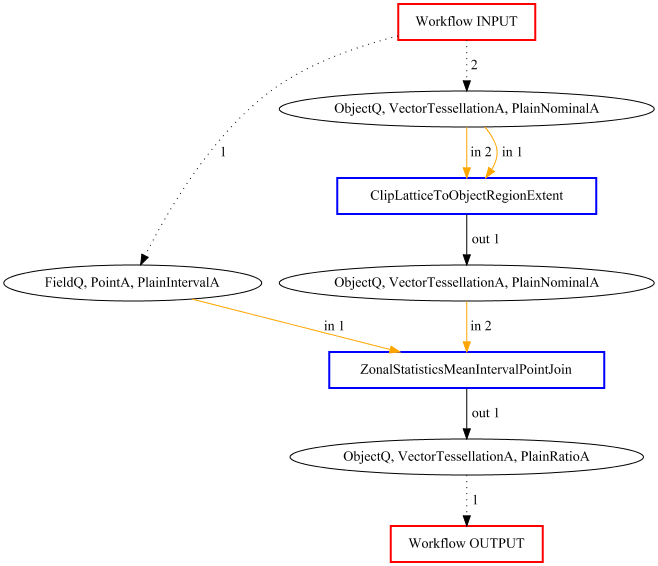 Workflow INPUT
2
ObjectQ, VectorTessellationA, PlainNominalA
1
in 2
in 1
ClipLatticeToObjectRegionExtent
out 1
FieldQ, PointA, PlainIntervalA
ObjectQ, VectorTessellationA, PlainNominalA
in 1
in 2
ZonalStatisticsMeanIntervalPointJoin
out 1
ObjectQ, VectorTessellationA, PlainRatioA
1
Workflow OUTPUT